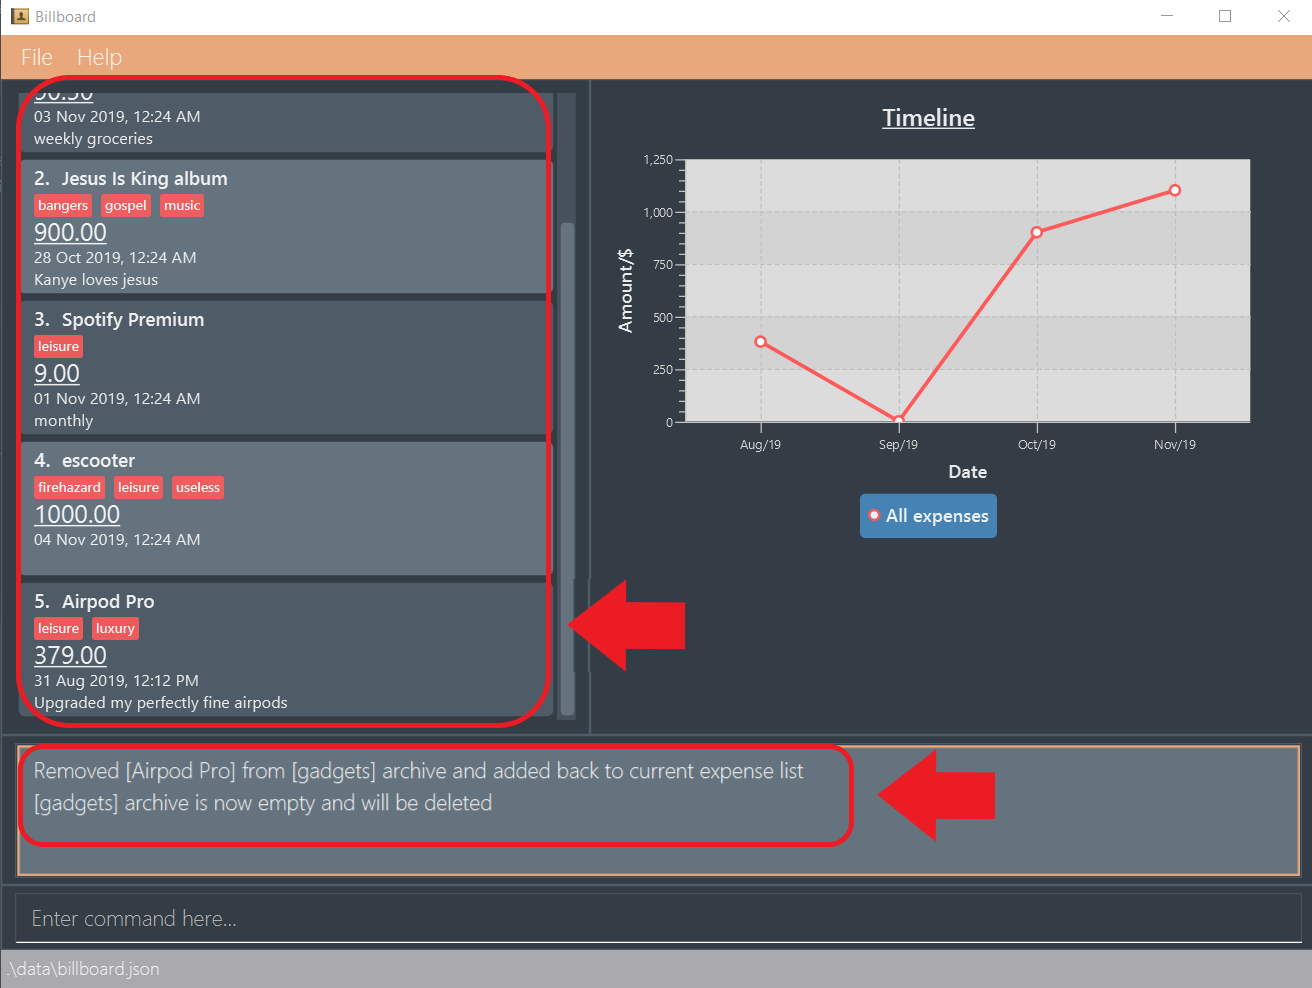 Billboard
File Help
03 Nov 2019, 12:24 AM
weekly groceries
2. Jesus Is King album
bangers gospel music
900.00
28 Oct 2019, 12:24 AM
Kanye loves jesus
3. Spotify Premium
leisure
9.00
01 Nov 2019, 12:24 AM
monthly
4. escooter
firehazard leisure useless
1000.00
04 Nov 2019, 12:24 AM
5. Airpod Pro
leisure luxury
379.00
31 Aug 2019, 12:12 PM
Upgraded my perfectly fine airpods
Timeline
Amount/$
1,250
1,000
750
500
250
0
Aug/19 Sep/19 Oct/19 Nov/19
Date
All expenses
Removed [Airpod Pro] from [gadgets] archive and added back to current expense list
[gadgets] archive is now empty and will be deleted
Enter command here...
.\data\billboard.json